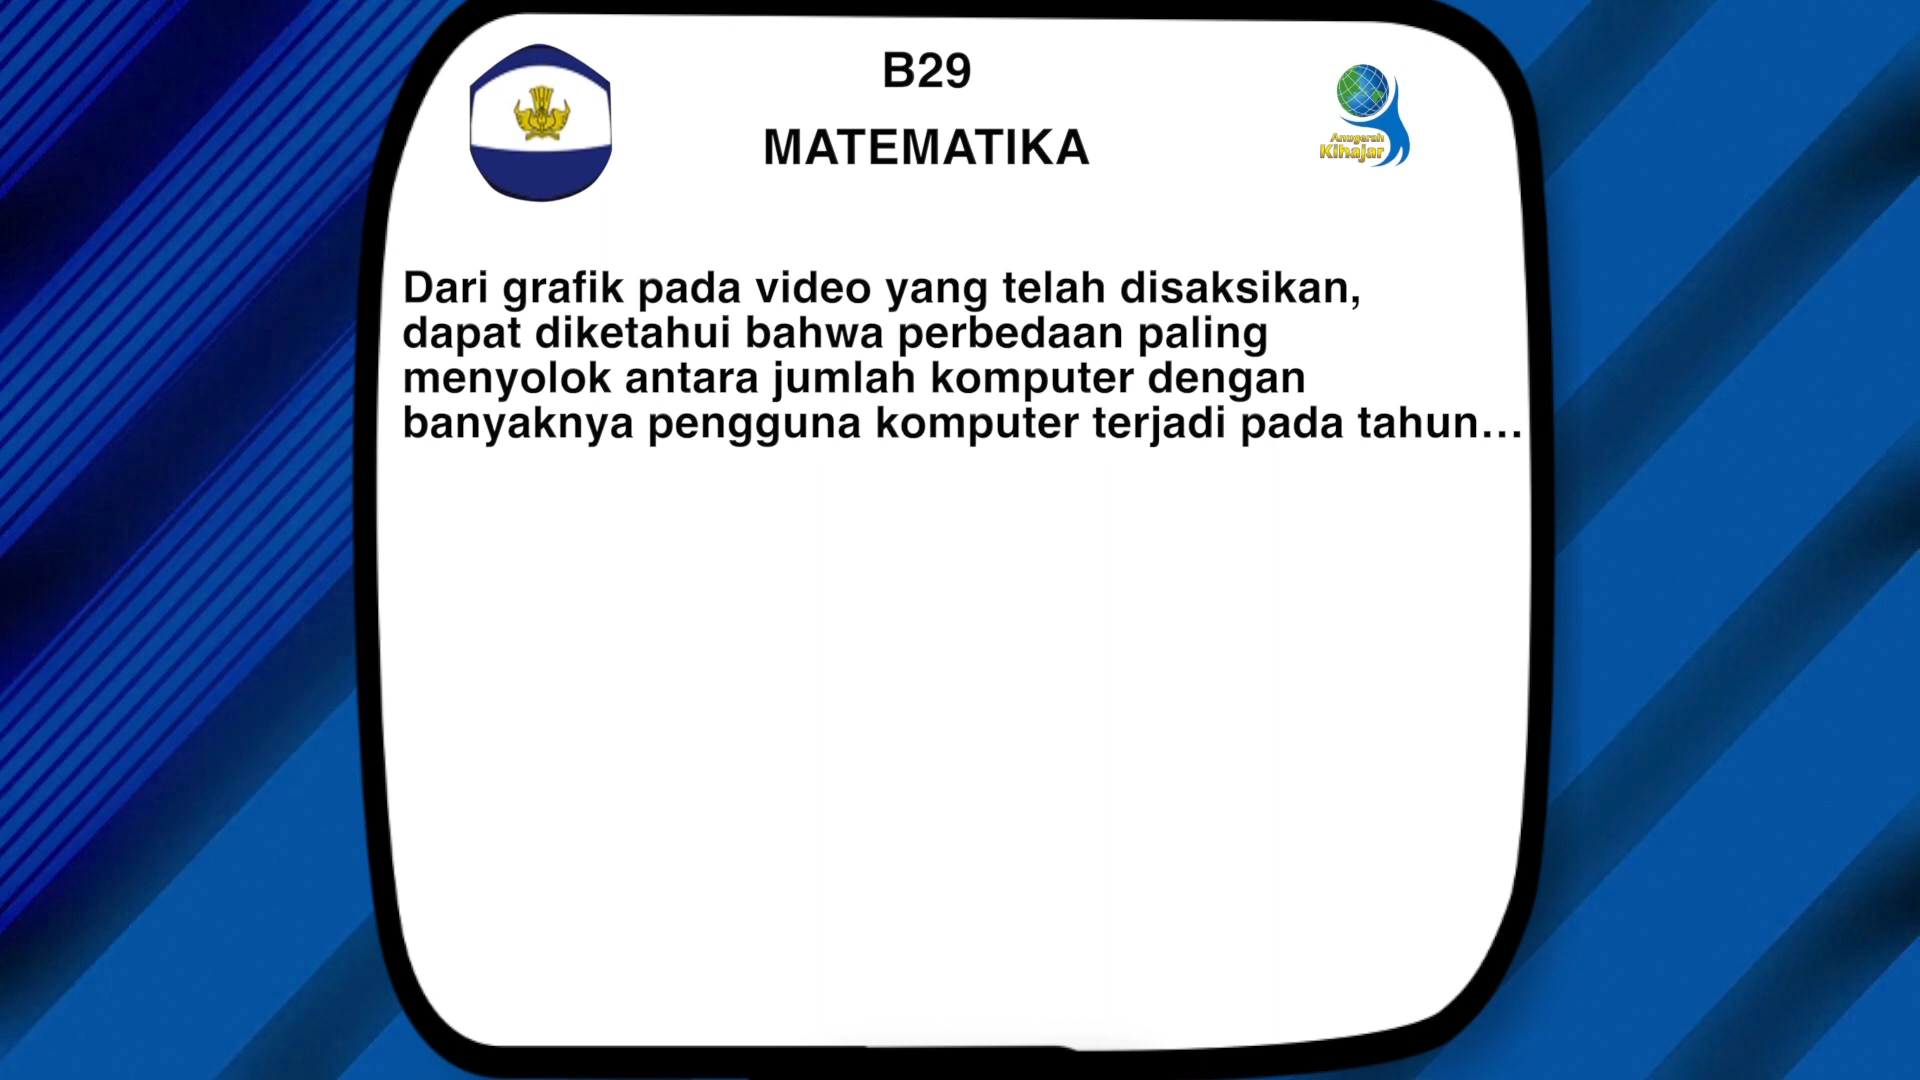 B29
MATEMATIKA
Anugerah
Kihajar
Dari grafik pada video yang telah disaksikan,
dapat diketahui bahwa perbedaan paling
menyolok antara jumlah komputer dengan
banyaknya pengguna komputer terjadi pada tahun...